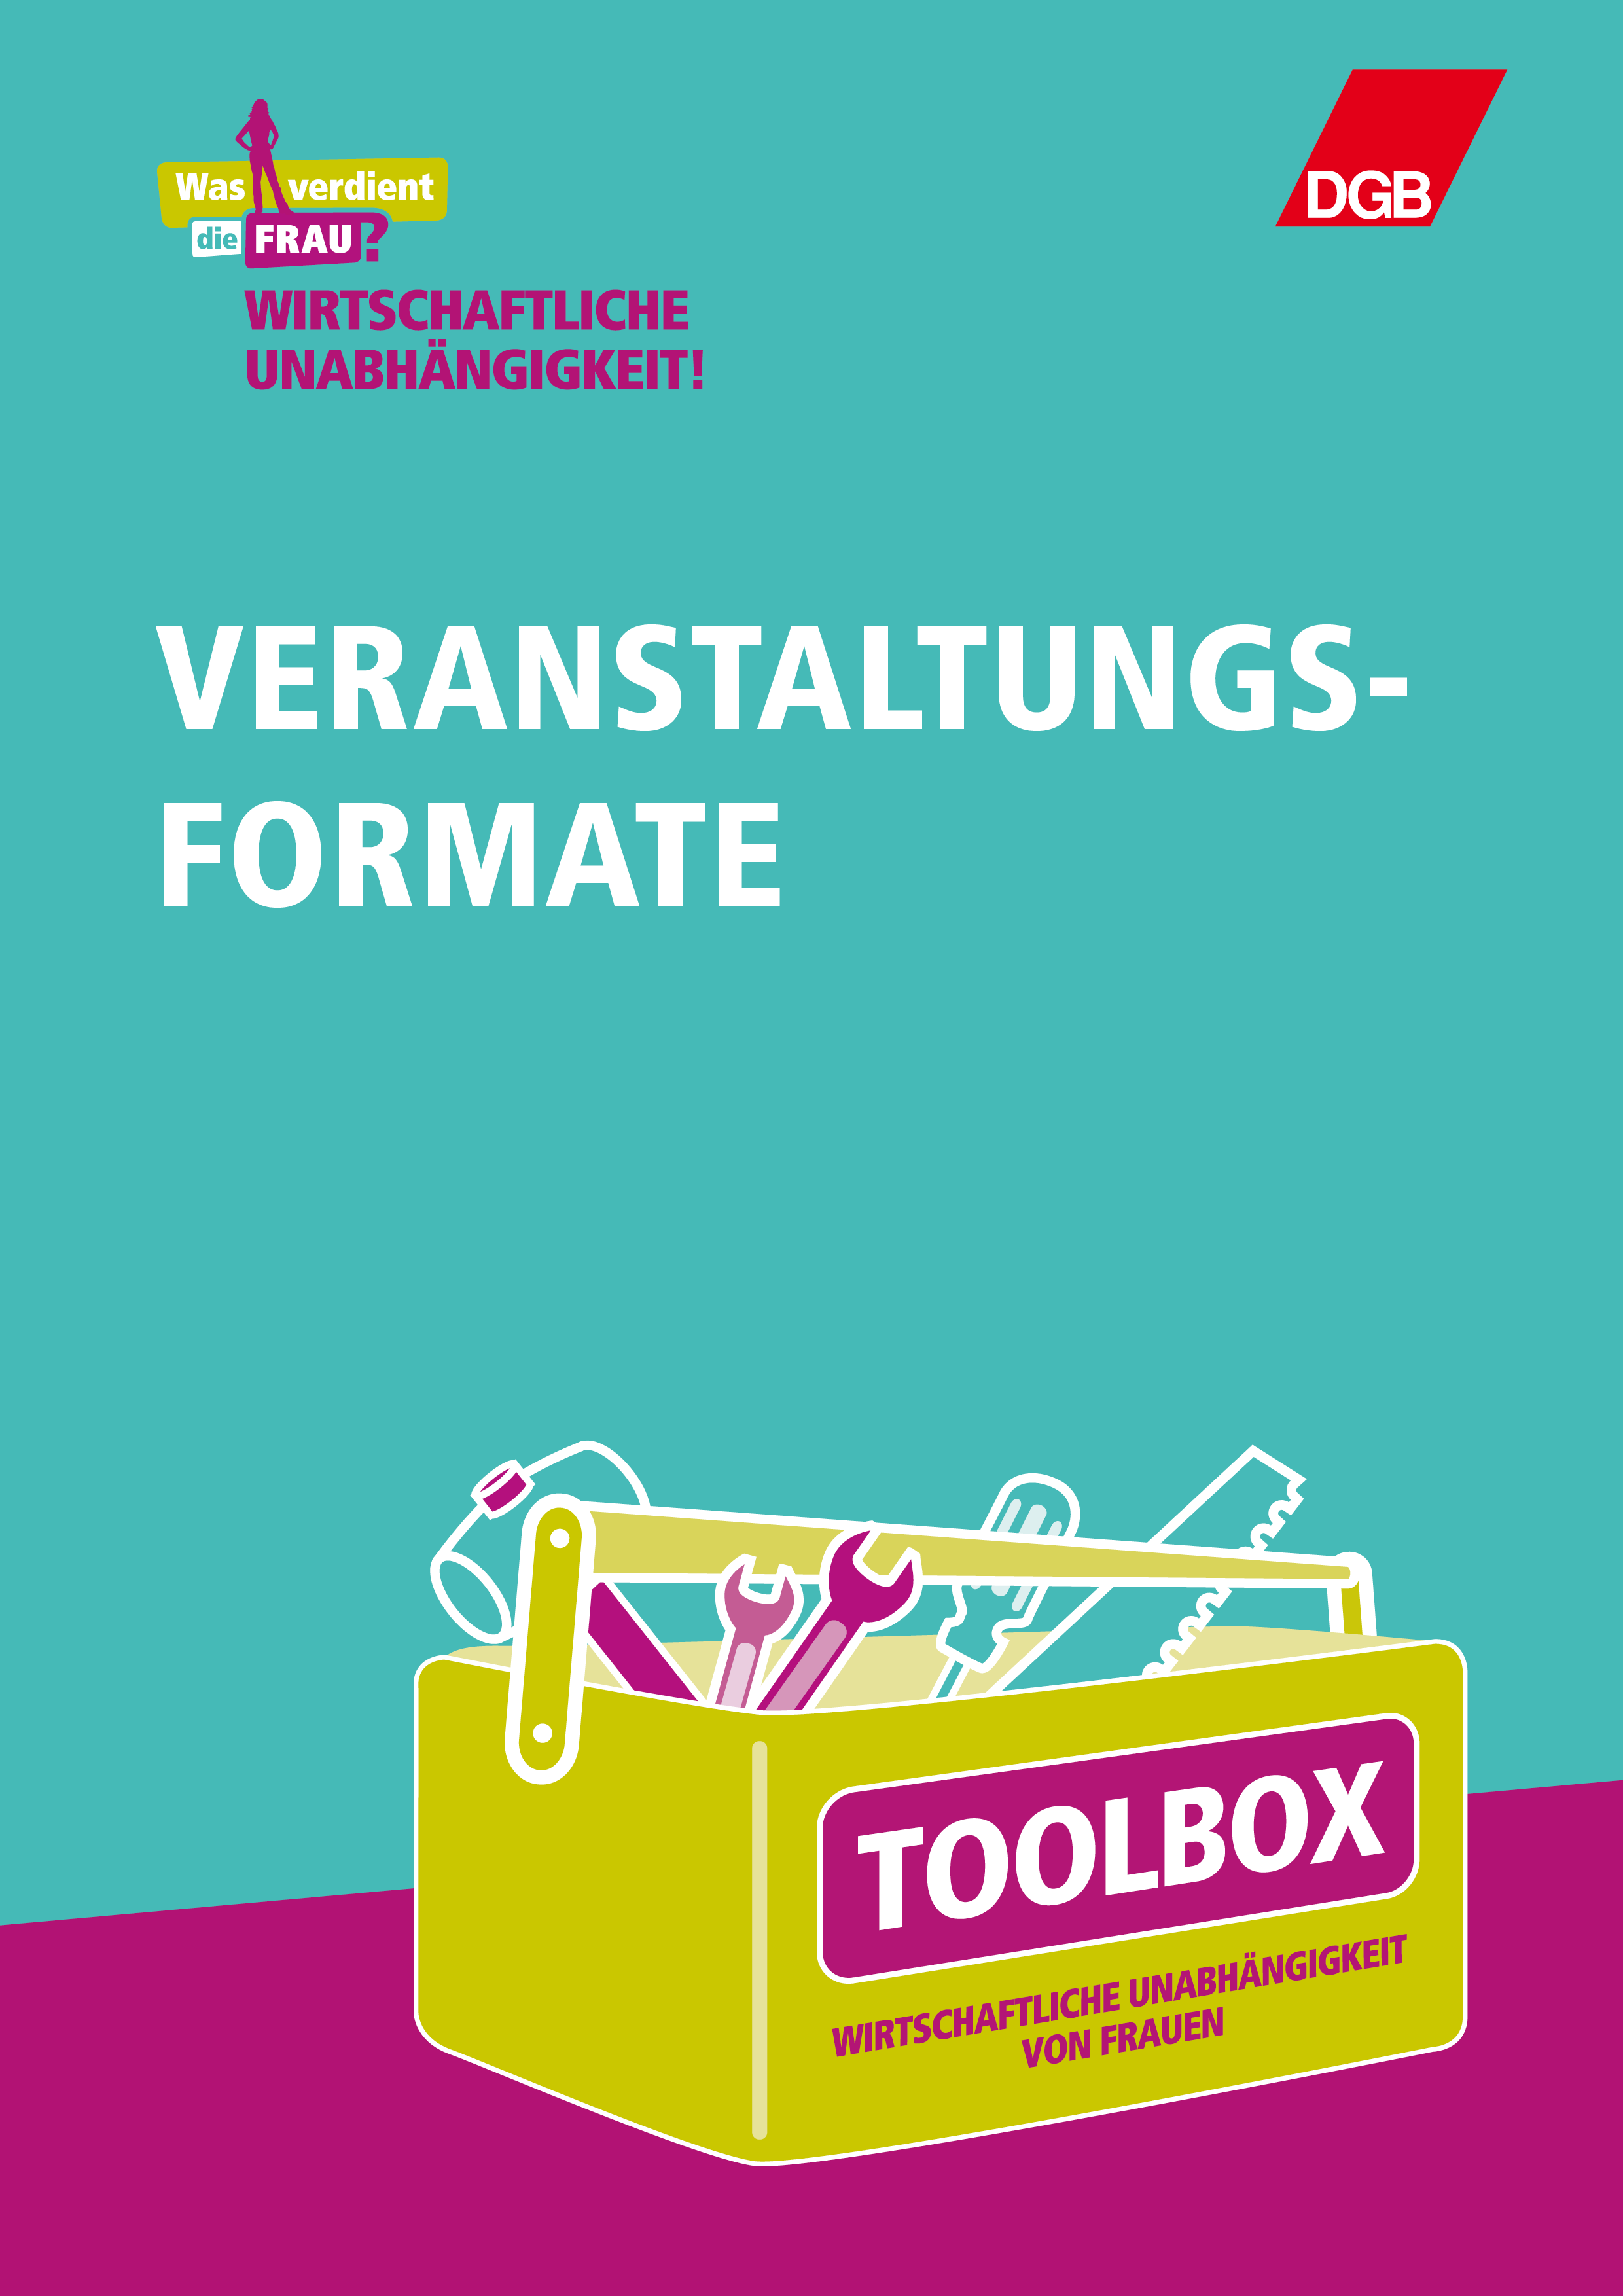 Was verdient
die FRAU?
WIRTSCHAFTLICHE
UNABHÄNGIGKEIT!
DGB
VERANSTALTUNGS-
FORMATE
TOOLBOX
WIRTSCHAFTLICHE UNABHÄNGIGKEIT
VON FRAUEN